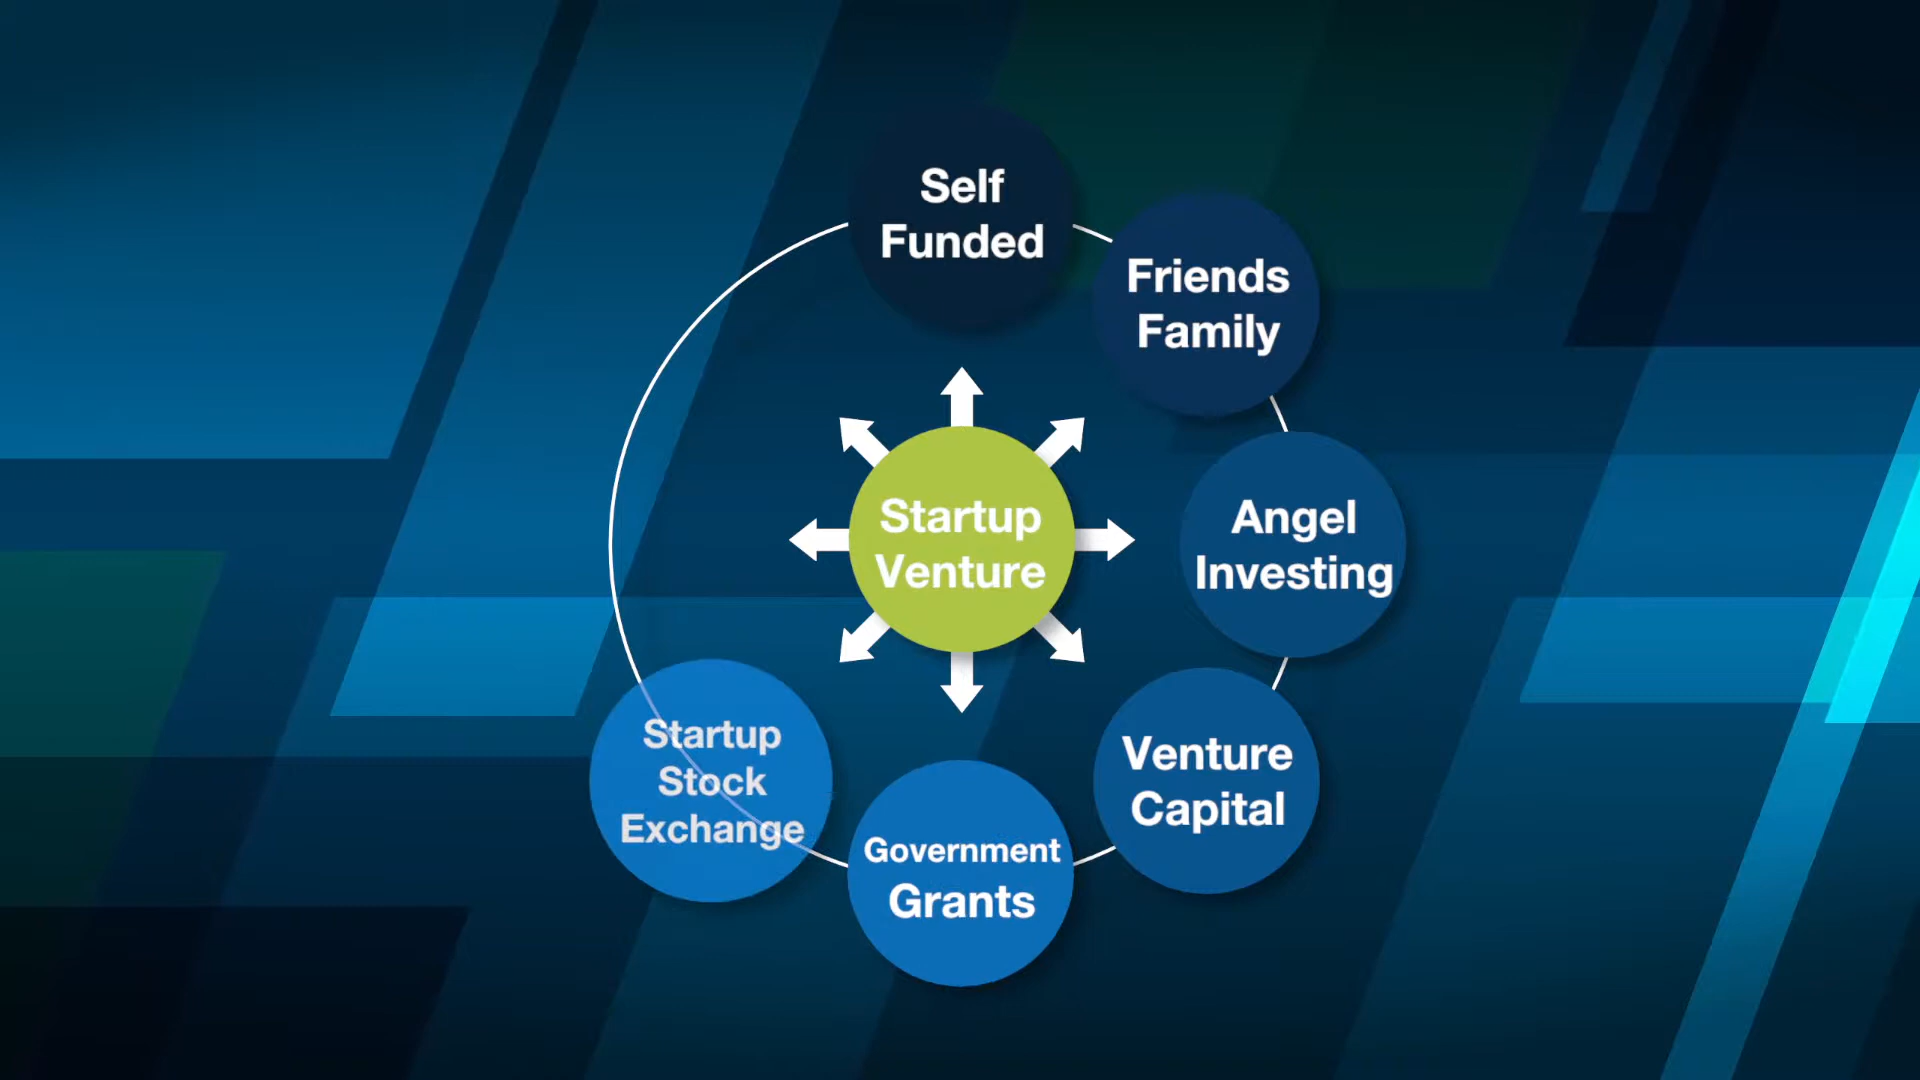 Self
Funded
Friends
Family
Angel
Investing
Venture
Capital
Government
Grants
Startup
Stock
Exchange
Startup
Venture